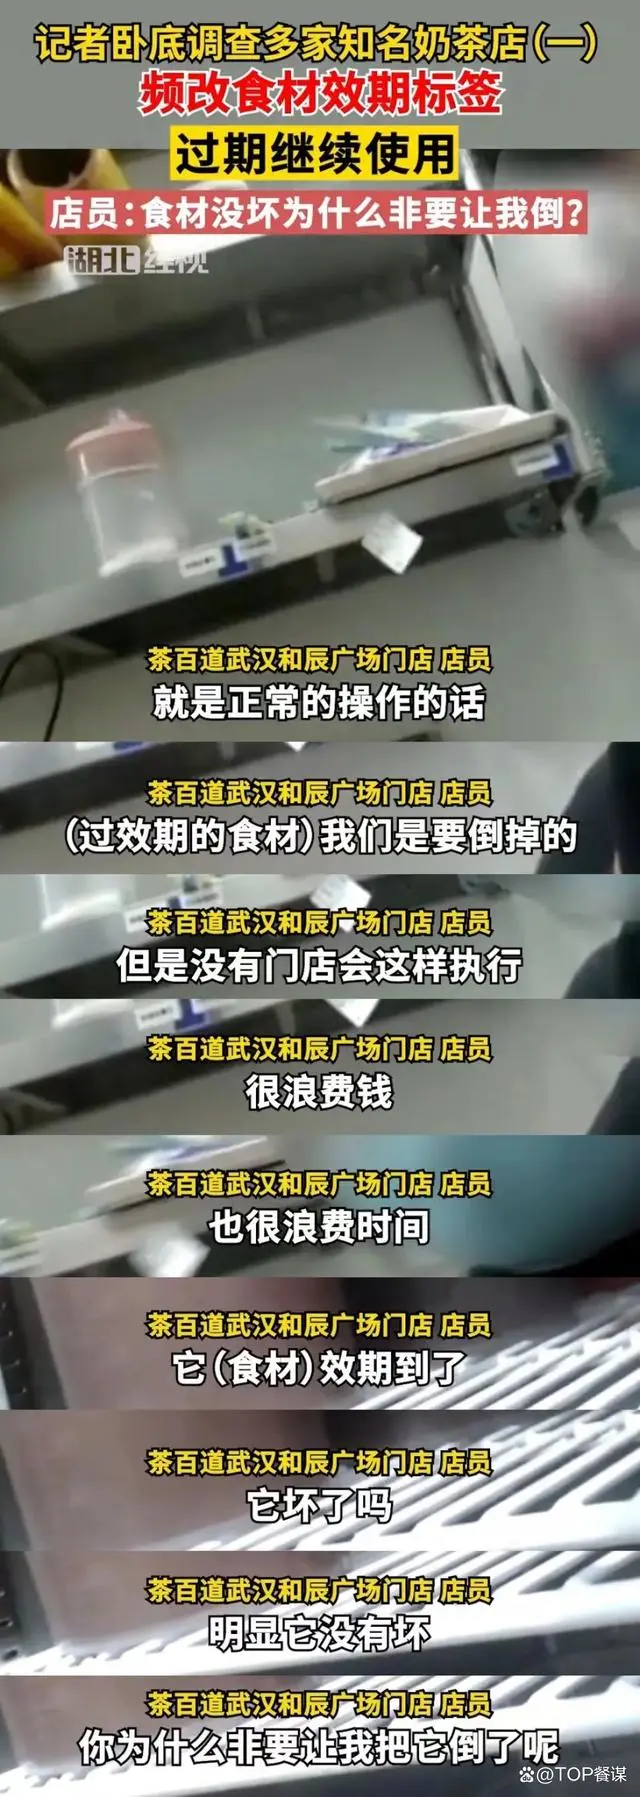 记者卧底调查多家知名奶茶店(一)
频改食材效期标签
过期继续使用
店员:食材没坏为什么非要让我倒?
湖北经视
茶百道武汉和辰广场门店 店员
就是正常的操作的话
茶百道武汉和辰广场门店 店员
(过效期的食材)我们是要倒掉的
茶百道武汉和辰广场门店 店员
但是没有门店会这样执行
茶百道武汉和辰广场门店 店员
很浪费钱
茶百道武汉和辰广场门店 店员
也很浪费时间
茶百道武汉和辰广场门店 店员
它(食材)效期到了
茶百道武汉和辰广场门店 店员
它坏了吗
茶百道武汉和辰广场门店 店员
明显它没有坏
茶百道武汉和辰广场门店 店员
你为什么非要让我把它倒了呢
@TOP餐谋